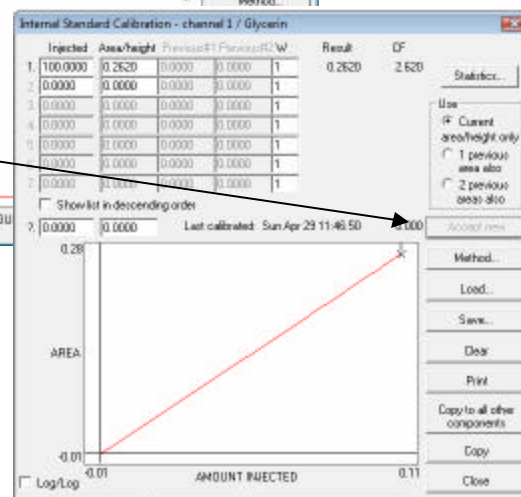 Method...
Internal Standard Calibration - channel 1 / Glycerin
Injected Area/height Previous#1 Previous#2 W Result CF
1. 100.0000 0.2620 0.0000 0.0000 1 0.2620 2.620
2. 0.0000 0.0000 0.0000 0.0000 1
3. 0.0000 0.0000 0.0000 0.0000 1
4. 0.0000 0.0000 0.0000 0.0000 1
5. 0.0000 0.0000 0.0000 0.0000 1
6. 0.0000 0.0000 0.0000 0.0000 1
7. 0.0000 0.0000 0.0000 0.0000 1
Statistics...
Use
Current area/height only
1 previous area also
2 previous areas also
Show list in descending order
?. 0.0000 0.0000 Last calibrated: Sun Apr 29 11:46:50 0.000
Accept new
Method...
Load...
Save...
Clear
Print
Copy to all other components
Copy
Close
0.28
AREA
-0.01
-0.01 AMOUNT INJECTED 0.11
Log/Log